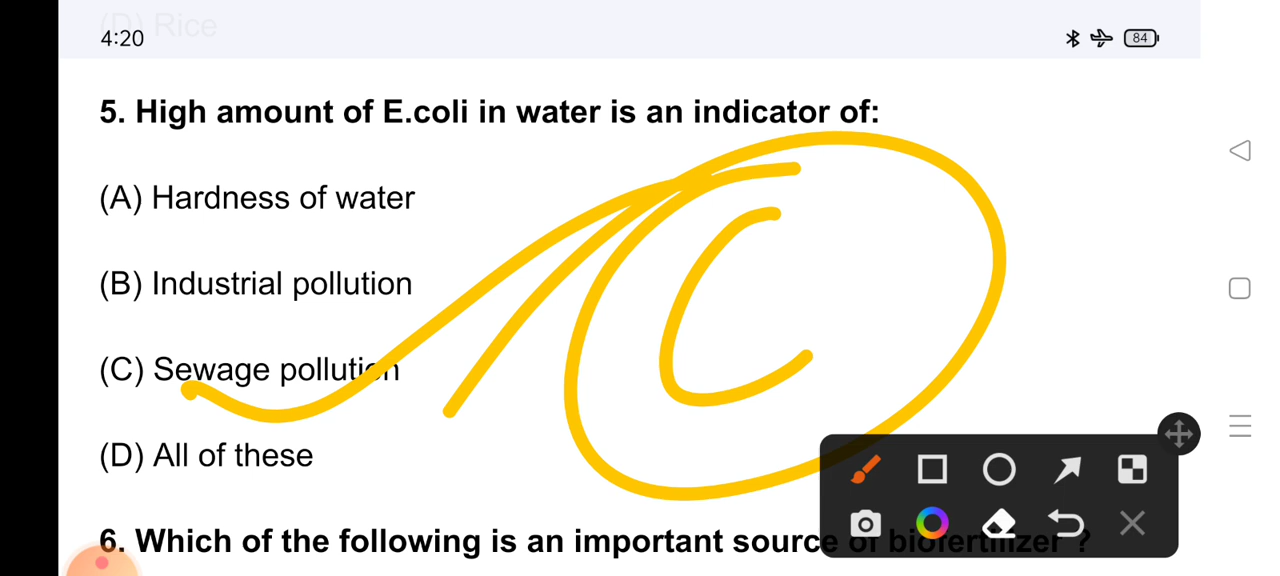 (D) Rice
4:20
84
5. High amount of E.coli in water is an indicator of:
(A) Hardness of water
(B) Industrial pollution
(C) Sewage pollution
(D) All of these
C
6. Which of the following is an important source of biofertilizer ?